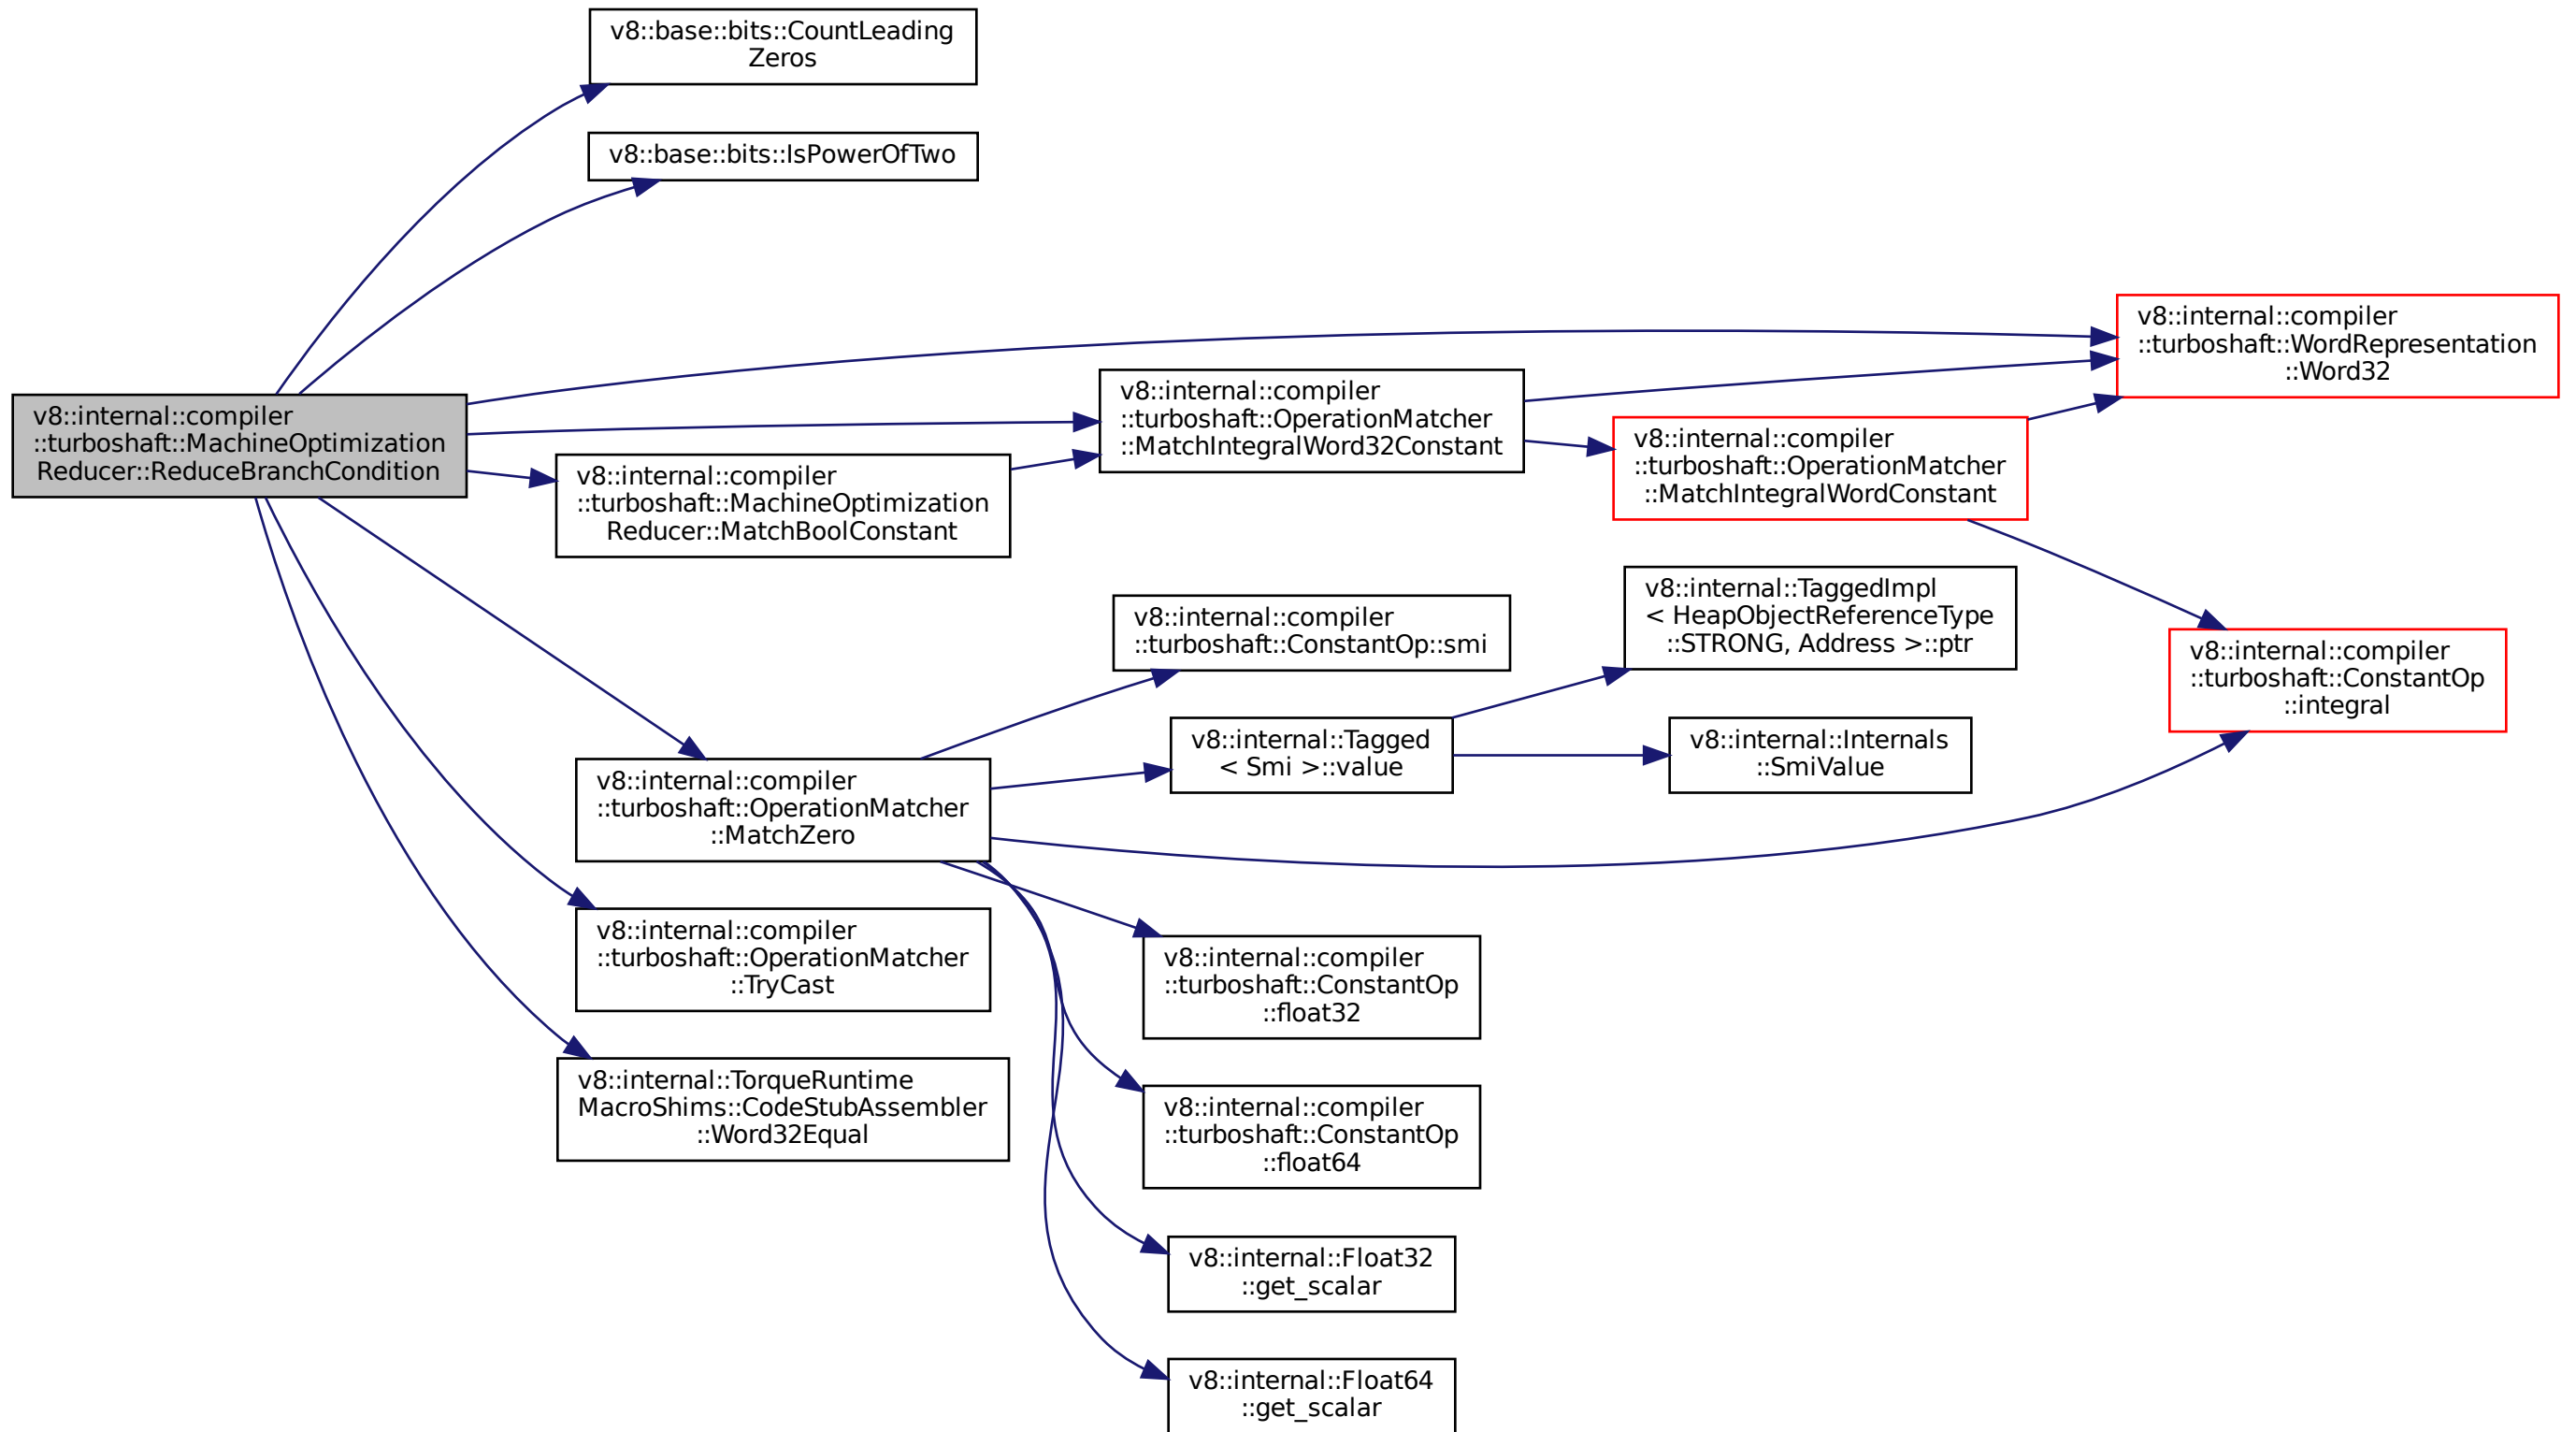 v8::base::bits::CountLeading
Zeros
v8::base::bits::IsPowerOfTwo
v8::internal::compiler
::turboshaft::WordRepresentation
::Word32
v8::internal::compiler
::turboshaft::MachineOptimization
Reducer::ReduceBranchCondition
v8::internal::compiler
::turboshaft::OperationMatcher
::MatchIntegralWord32Constant
v8::internal::compiler
::turboshaft::OperationMatcher
::MatchIntegralWordConstant
v8::internal::compiler
::turboshaft::MachineOptimization
Reducer::MatchBoolConstant
v8::internal::compiler
::turboshaft::ConstantOp::smi
v8::internal::TaggedImpl
< HeapObjectReferenceType
::STRONG, Address >::ptr
v8::internal::compiler
::turboshaft::ConstantOp
::integral
v8::internal::Tagged
< Smi >::value
v8::internal::Internals
::SmiValue
v8::internal::compiler
::turboshaft::OperationMatcher
::MatchZero
v8::internal::compiler
::turboshaft::OperationMatcher
::TryCast
v8::internal::compiler
::turboshaft::ConstantOp
::float32
v8::internal::TorqueRuntime
MacroShims::CodeStubAssembler
::Word32Equal
v8::internal::compiler
::turboshaft::ConstantOp
::float64
v8::internal::Float32
::get_scalar
v8::internal::Float64
::get_scalar